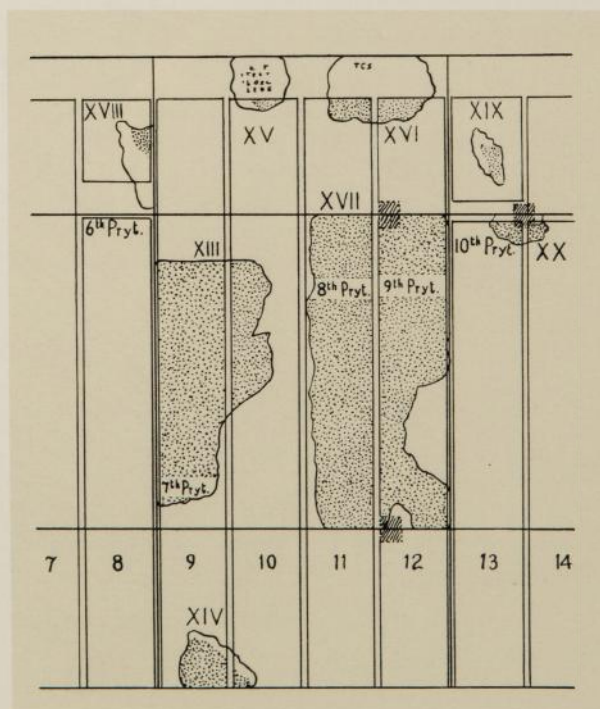 TCS
XVIII
XV
XVI
XIX
XVII
6th Pryt.
XIII
10th Pryt.
XX
8th Pryt.
9th Pryt.
7th Pryt.
7 8 9 10 11 12 13 14
XIV